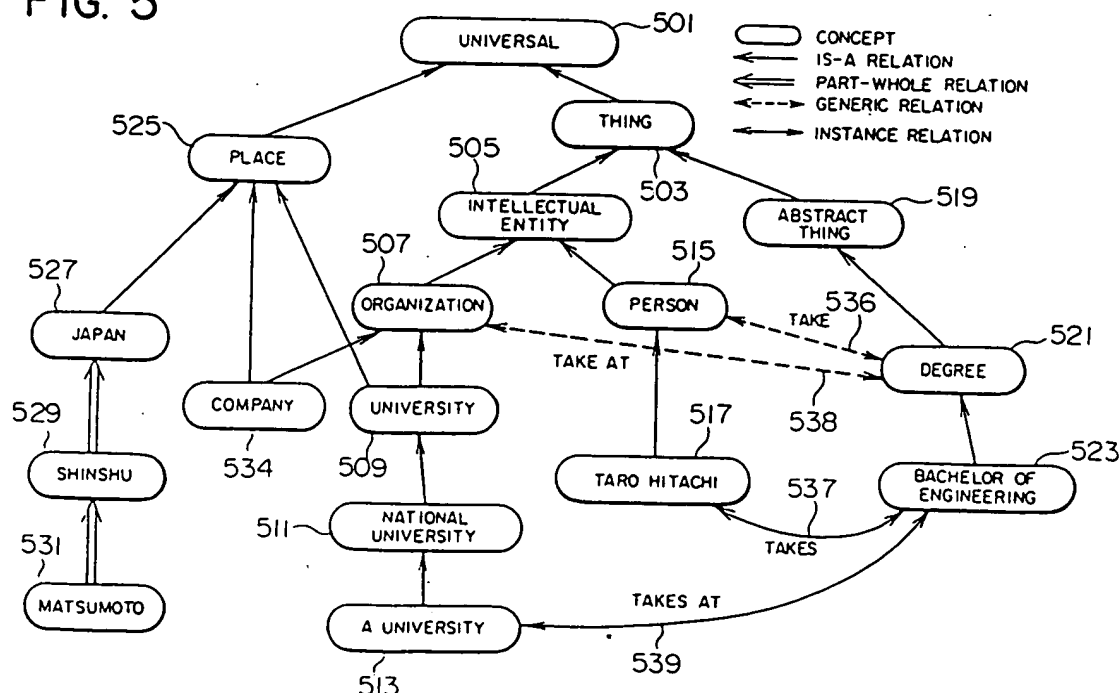 FIG. 5
UNIVERSAL
501
CONCEPT
IS-A RELATION
PART-WHOLE RELATION
GENERIC RELATION
INSTANCE RELATION
525
PLACE
THING
503
505
INTELLECTUAL
ENTITY
519
ABSTRACT
THING
507
ORGANIZATION
515
PERSON
527
JAPAN
TAKE
536
TAKE AT
538
521
DEGREE
COMPANY
534
UNIVERSITY
509
529
SHINSHU
517
TARO HITACHI
523
BACHELOR OF
ENGINEERING
537
TAKES
511
NATIONAL
UNIVERSITY
531
MATSUMOTO
A UNIVERSITY
513
TAKES AT
539